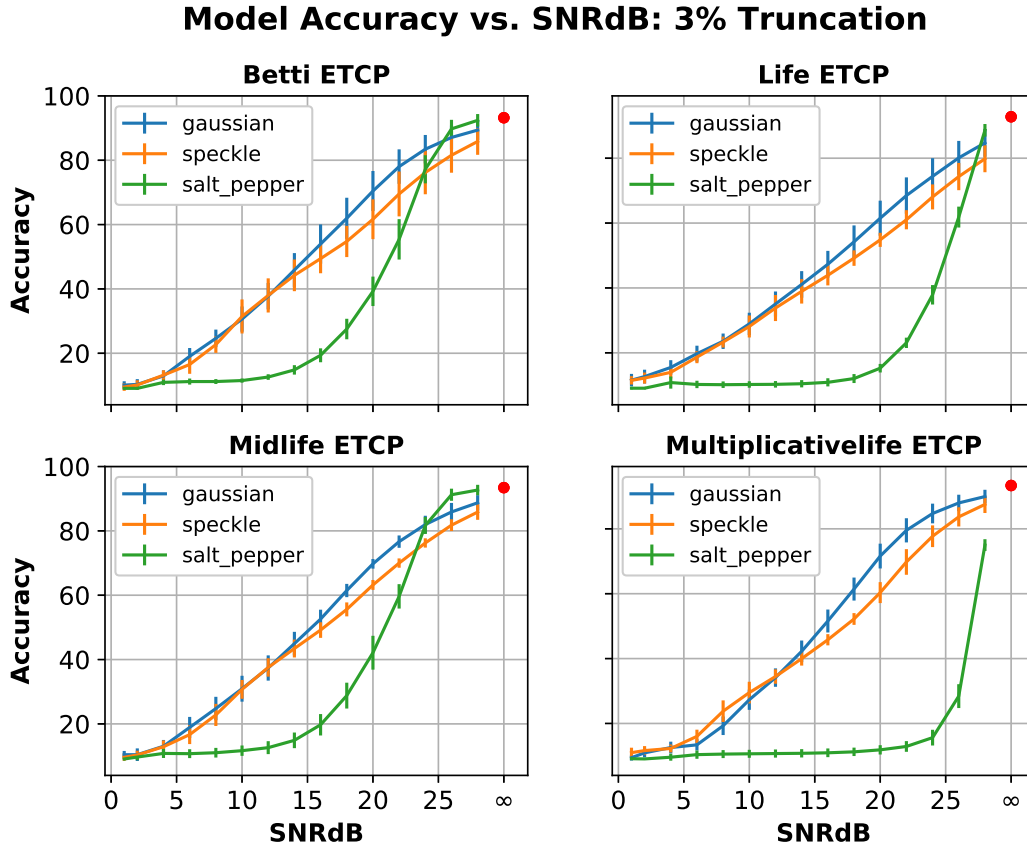 Model Accuracy vs. SNRdB: 3% Truncation
Betti ETCP
Life ETCP
100
80
60
40
20
Accuracy
gaussian
speckle
salt_pepper
gaussian
speckle
salt_pepper
Midlife ETCP
Multiplicativelife ETCP
100
80
60
40
20
Accuracy
gaussian
speckle
salt_pepper
gaussian
speckle
salt_pepper
0 5 10 15 20 25 ∞
0 5 10 15 20 25 ∞
SNRdB
SNRdB